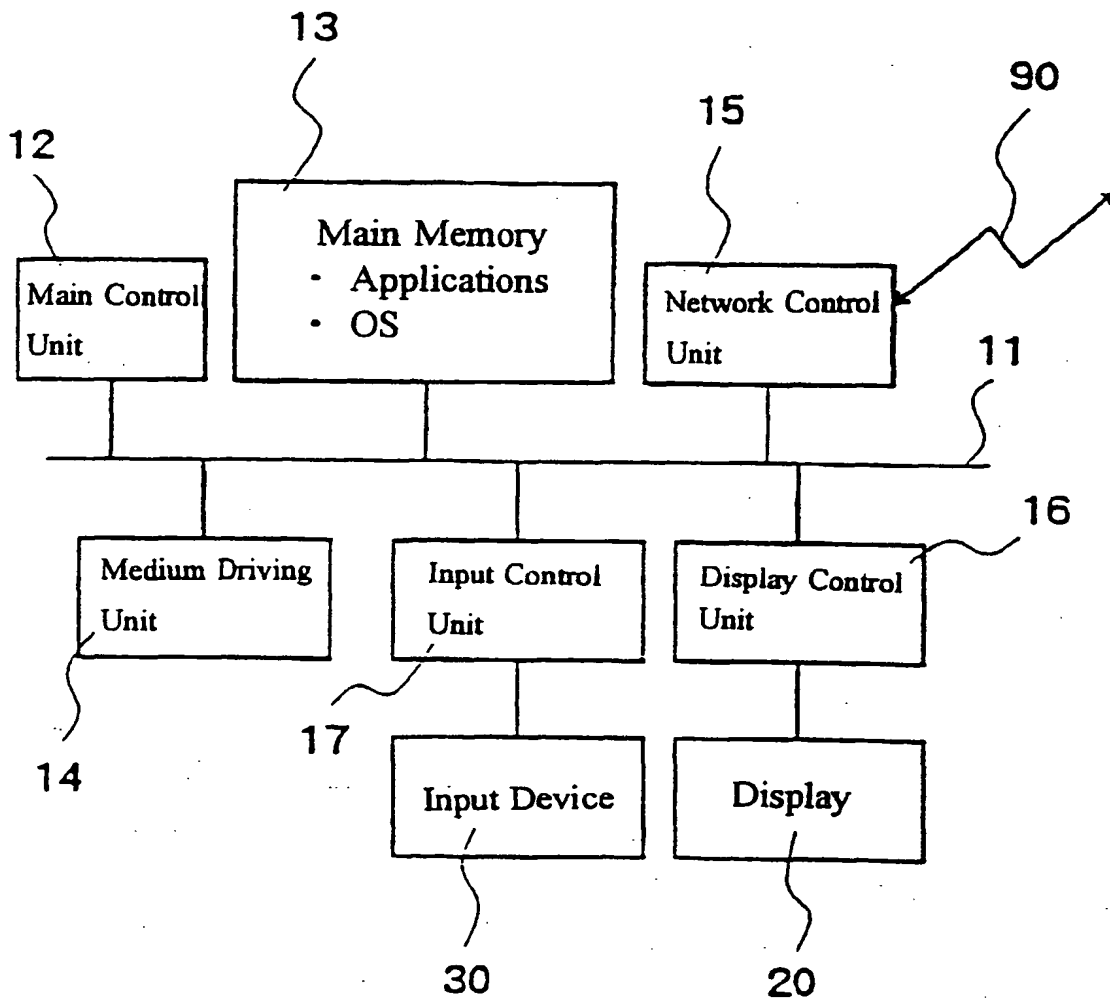 13
90
15
12
Main Memory
· Applications
· OS
Main Control
Unit
Network Control
Unit
11
16
Medium Driving
Unit
Input Control
Unit
Display Control
Unit
17
14
Input Device
Display
30
20